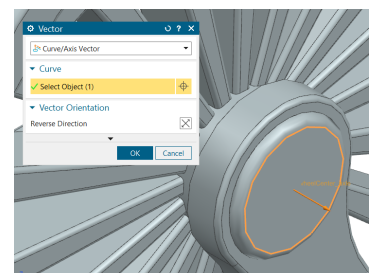 Vector
Curve/Axis Vector
Curve
Select Object (1)
Vector Orientation
Reverse Direction
OK Cancel